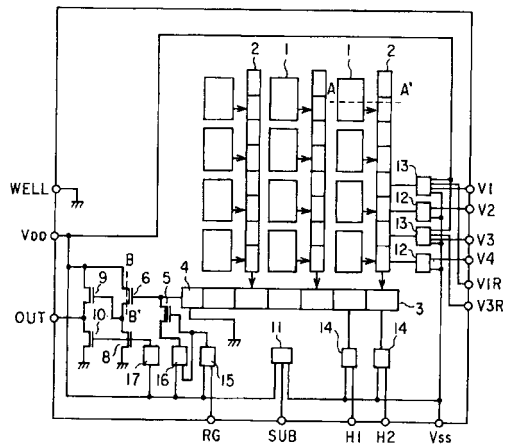 2 1 1 2
A A'
13
WELL
V1
12
V2
VDD
13
V3
B
12
V4
9 6 5 4
V1R
B'
3
V3R
OUT
10
8
11
14 14
17 16 15
RG SUB H1 H2 Vss